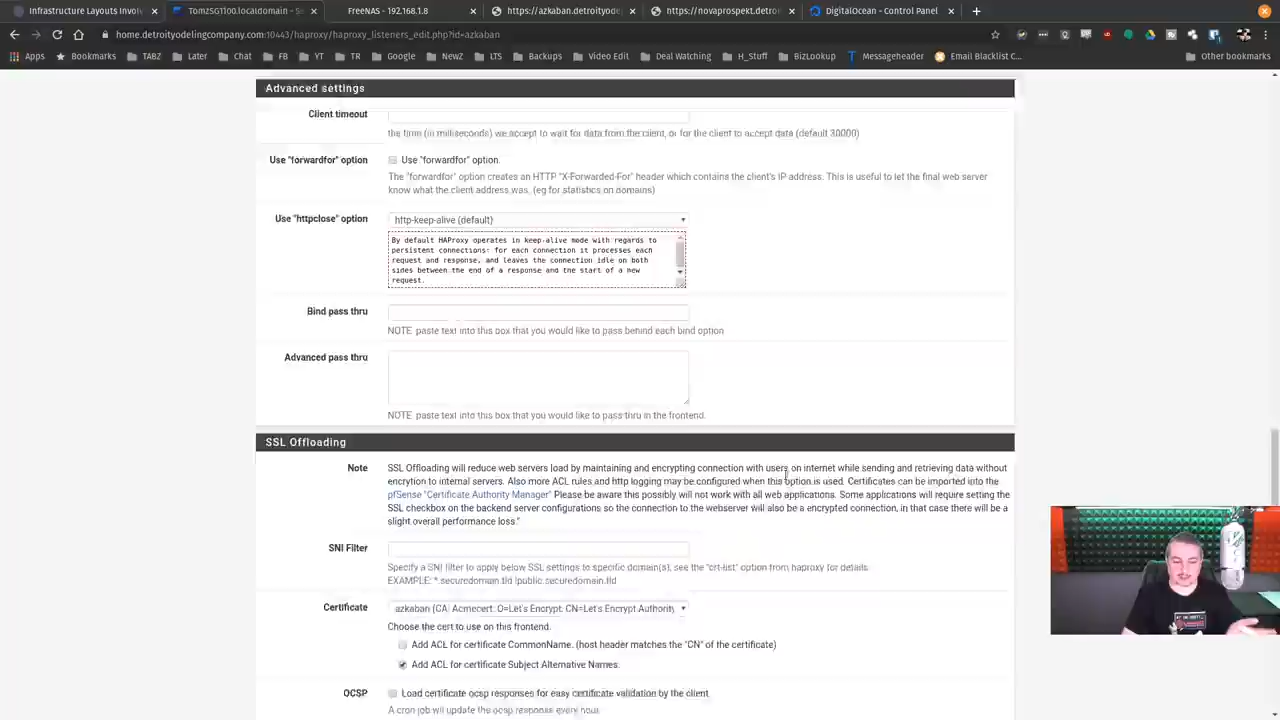 Infrastructure Layouts Involv
TomzSG1100.localdomain - Se
FreeNAS - 192.168.1.8
https://azkaban.detroityodeling
https://novaprospekt.detroi
DigitalOcean - Control Panel
home.detroityodelingcompany.com:10443/haproxy/haproxy_listeners_edit.php?id=azkaban
Apps Bookmarks TABZ Later Chat FB YT TR Google NewZ LTS Backups Video Edit Deal Watching H_Stuff BizLookup Messageheader Email Blacklist C... Other bookmarks
Advanced settings
Client timeout
the time (in milliseconds) we accept to wait for data from the client, or for the client to accept data (default 30000)
Use "forwardfor" option
Use "forwardfor" option.
The "forwardfor" option creates an HTTP "X-Forwarded-For" header which contains the client's IP address. This is useful to let the final web server
know what the client address was. (eg for statistics on domains)
Use "httpclose" option
http-keep-alive (default)
By default HAProxy operates in keep-alive mode with regards to
persistent connections: for each connection it processes each
request and response, and leaves the connection idle on both
sides between the end of a response and the start of a new
request.
Bind pass thru
NOTE: paste text into this box that you would like to pass behind each bind option
Advanced pass thru
NOTE: paste text into this box that you would like to pass thru in the frontend.
SSL Offloading
Note
SSL Offloading will reduce web servers load by maintaining and encrypting connection with users on internet while sending and retrieving data without
encrytion to internal servers. Also more ACL rules and http logging may be configured when this option is used. Certificates can be imported into the
pfSense "Certificate Authority Manager" Please be aware this possibly will not work with all web applications. Some applications will require setting the
SSL checkbox on the backend server configurations so the connection to the webserver will also be a encrypted connection, in that case there will be a
slight overall performance loss."
SNI Filter
Specify a SNI filter to apply below SSL settings to specific domain(s), see the "crt-list" option from haproxy for details.
EXAMPLE: *.securedomain.tld !public.securedomain.tld
Certificate
azkaban (CA: Acmecert: O=Let's Encrypt, CN=Let's Encrypt Authority
Choose the cert to use on this frontend.
Add ACL for certificate CommonName. (host header matches the "CN" of the certificate)
Add ACL for certificate Subject Alternative Names.
OCSP
Load certificate ocsp responses for easy certificate validation by the client
A cron job will update the ocsp response every hour.